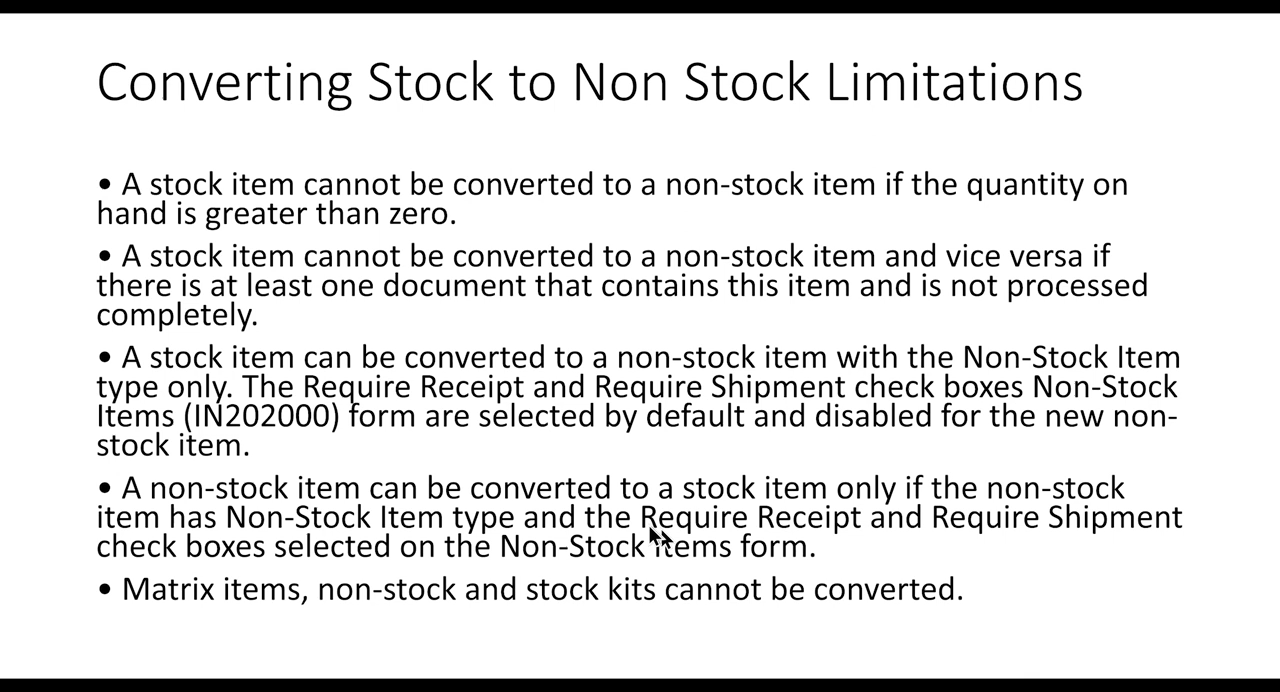 Converting Stock to Non Stock Limitations
• A stock item cannot be converted to a non-stock item if the quantity on
hand is greater than zero.
• A stock item cannot be converted to a non-stock item and vice versa if
there is at least one document that contains this item and is not processed
completely.
• A stock item can be converted to a non-stock item with the Non-Stock Item
type only. The Require Receipt and Require Shipment check boxes Non-Stock
Items (IN202000) form are selected by default and disabled for the new non-
stock item.
• A non-stock item can be converted to a stock item only if the non-stock
item has Non-Stock Item type and the Require Receipt and Require Shipment
check boxes selected on the Non-Stock Items form.
• Matrix items, non-stock and stock kits cannot be converted.